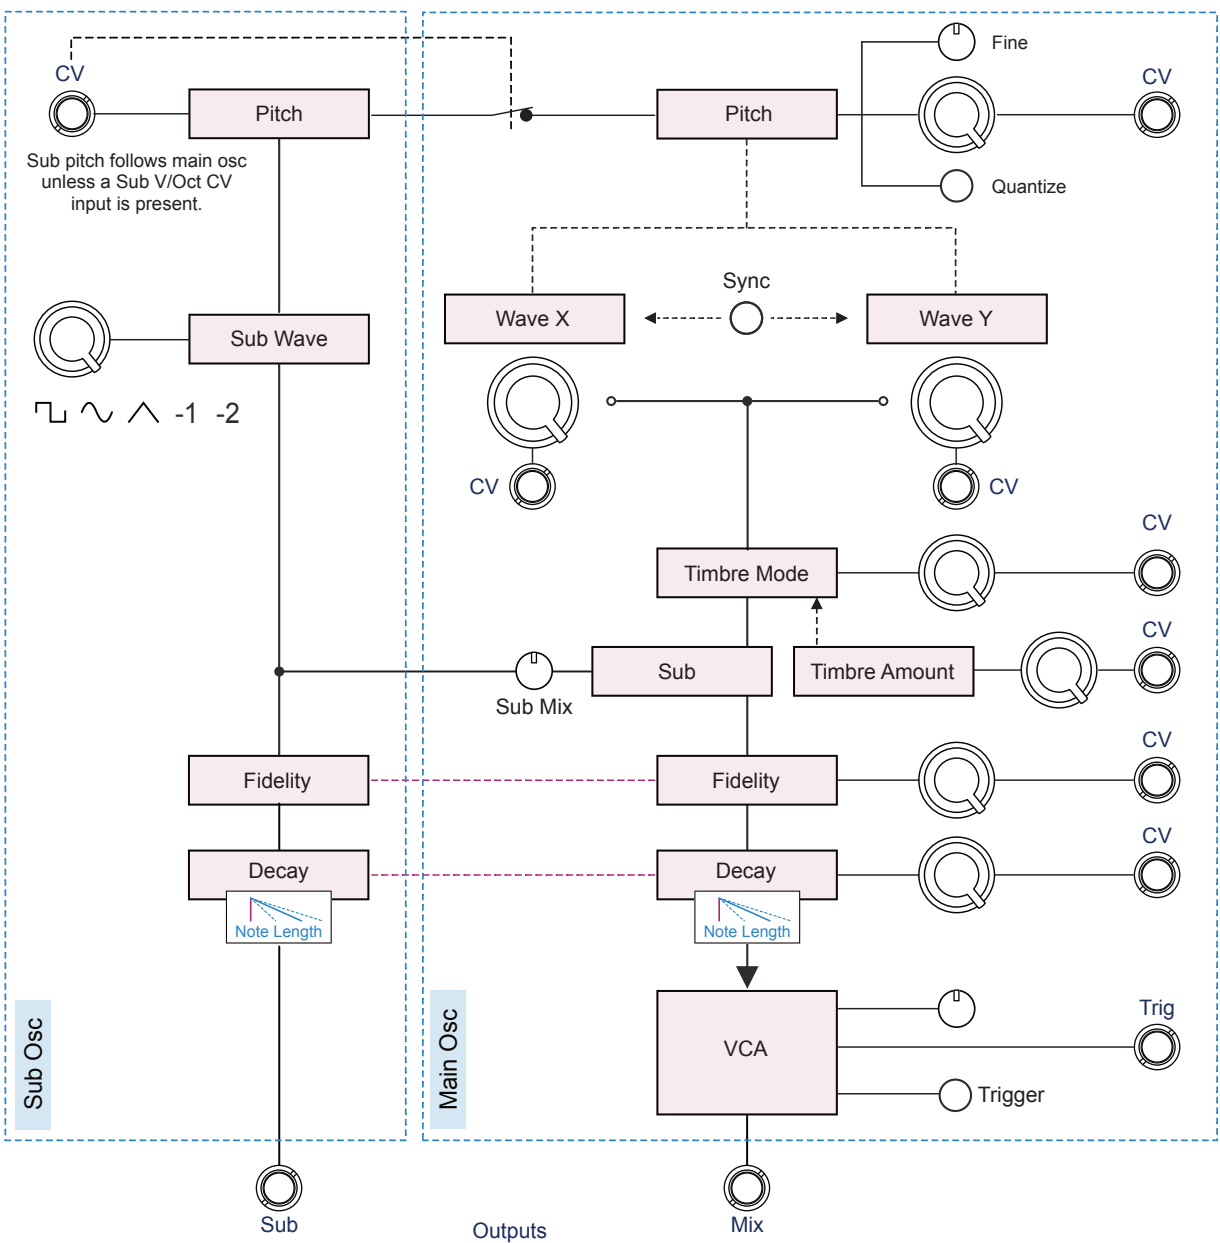 CV
Pitch
Sub pitch follows main osc
unless a Sub V/Oct CV
input is present.
Sub Wave
-1 -2
Fidelity
Decay
Note Length
Sub Osc
Pitch
Fine
CV
Quantize
Sync
Wave X
Wave Y
CV
CV
Timbre Mode
CV
Sub Mix
Sub
Timbre Amount
CV
Fidelity
CV
Decay
CV
Note Length
Main Osc
VCA
Trig
Trigger
Sub
Outputs
Mix